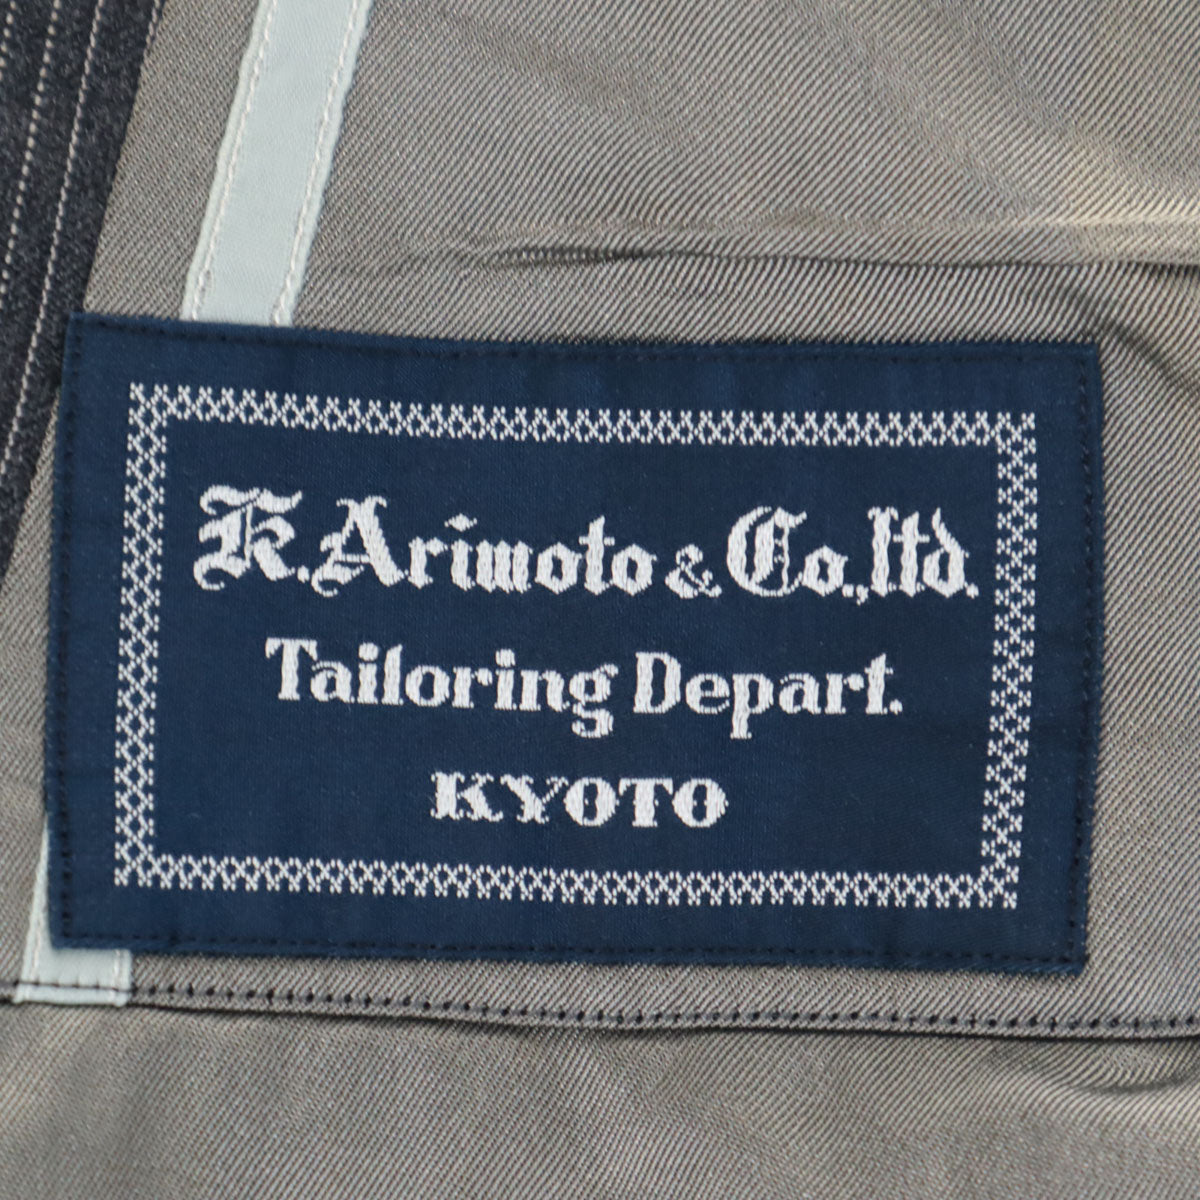 K. Arimoto & Co., ltd.
Tailoring Depart.
KYOTO